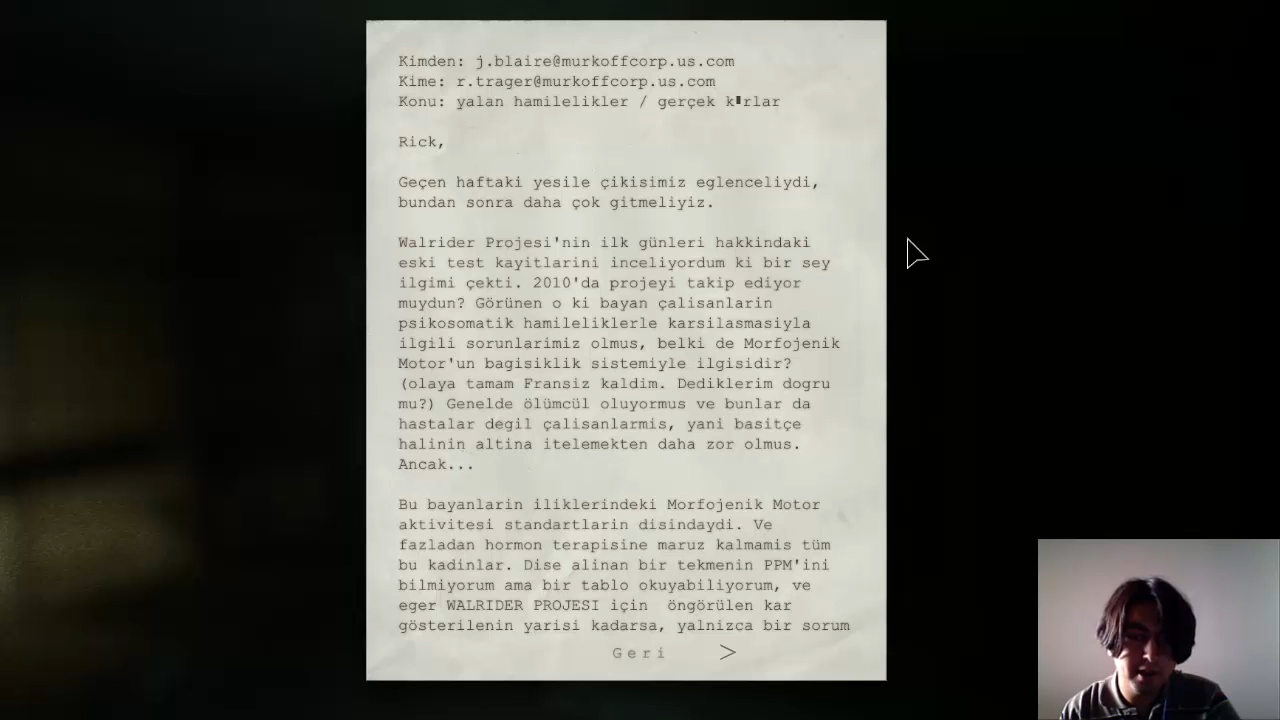 Kimden: j.blaire@murkoffcorp.us.com
Kime: r.trager@murkoffcorp.us.com
Konu: yalan hamilelikler / gerçek k▮rlar
Rick,
Geçen haftaki yesile çikisimiz eglenceliydi,
bundan sonra daha çok gitmeliyiz.
Walrider Projesi'nin ilk günleri hakkindaki
eski test kayitlarini inceliyordum ki bir sey
ilgimi çekti. 2010'da projeyi takip ediyor
muydun? Görünen o ki bayan çalisanlarin
psikosomatik hamileliklerle karsilasmasiyla
ilgili sorunlarimiz olmus, belki de Morfojenik
Motor'un bagisiklik sistemiyle ilgisidir?
(olaya tamam Fransiz kaldim. Dediklerim dogru
mu?) Genelde ölümcül oluyormus ve bunlar da
hastalar degil çalisanlarmis, yani basitçe
halinin altina itelemekten daha zor olmus.
Ancak...
Bu bayanlarin iliklerindeki Morfojenik Motor
aktivitesi standartlarin disindaydi. Ve
fazladan hormon terapisine maruz kalmamis tüm
bu kadinlar. Dise alinan bir tekmenin PPM'ini
bilmiyorum ama bir tablo okuyabiliyorum, ve
eger WALRIDER PROJESI için  öngörülen kar
gösterilenin yarisi kadarsa, yalnizca bir sorum
Geri >